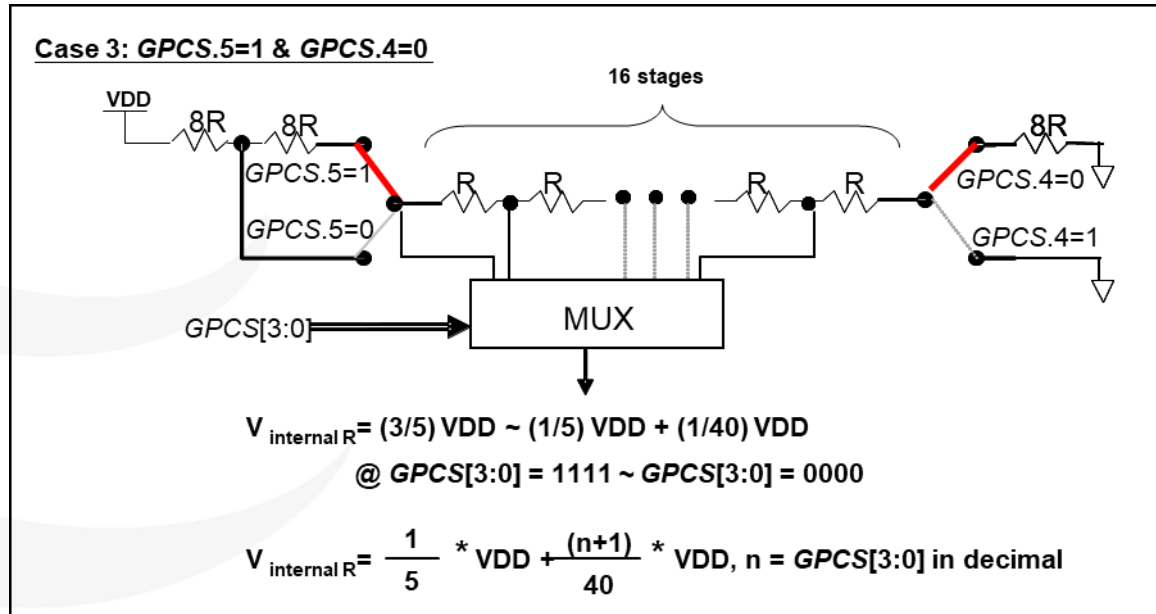 Case 3: GPCS.5=1 & GPCS.4=0
16 stages
VDD
8R
8R
8R
GPCS.5=1
R
R
R
R
GPCS.4=0
GPCS.5=0
GPCS.4=1
GPCS[3:0]
MUX
V internal R= (3/5) VDD ~ (1/5) VDD + (1/40) VDD
@ GPCS[3:0] = 1111 ~ GPCS[3:0] = 0000
V internal R= 1/5 * VDD + (n+1)/40 * VDD, n = GPCS[3:0] in decimal